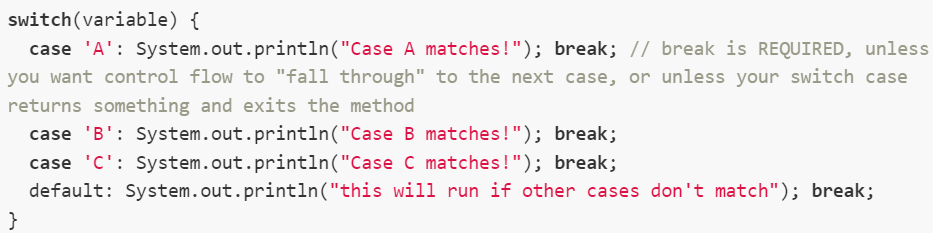 switch(variable) {
  case 'A': System.out.println("Case A matches!"); break; // break is REQUIRED, unless
you want control flow to "fall through" to the next case, or unless your switch case
returns something and exits the method
  case 'B': System.out.println("Case B matches!"); break;
  case 'C': System.out.println("Case C matches!"); break;
  default: System.out.println("this will run if other cases don't match"); break;
}